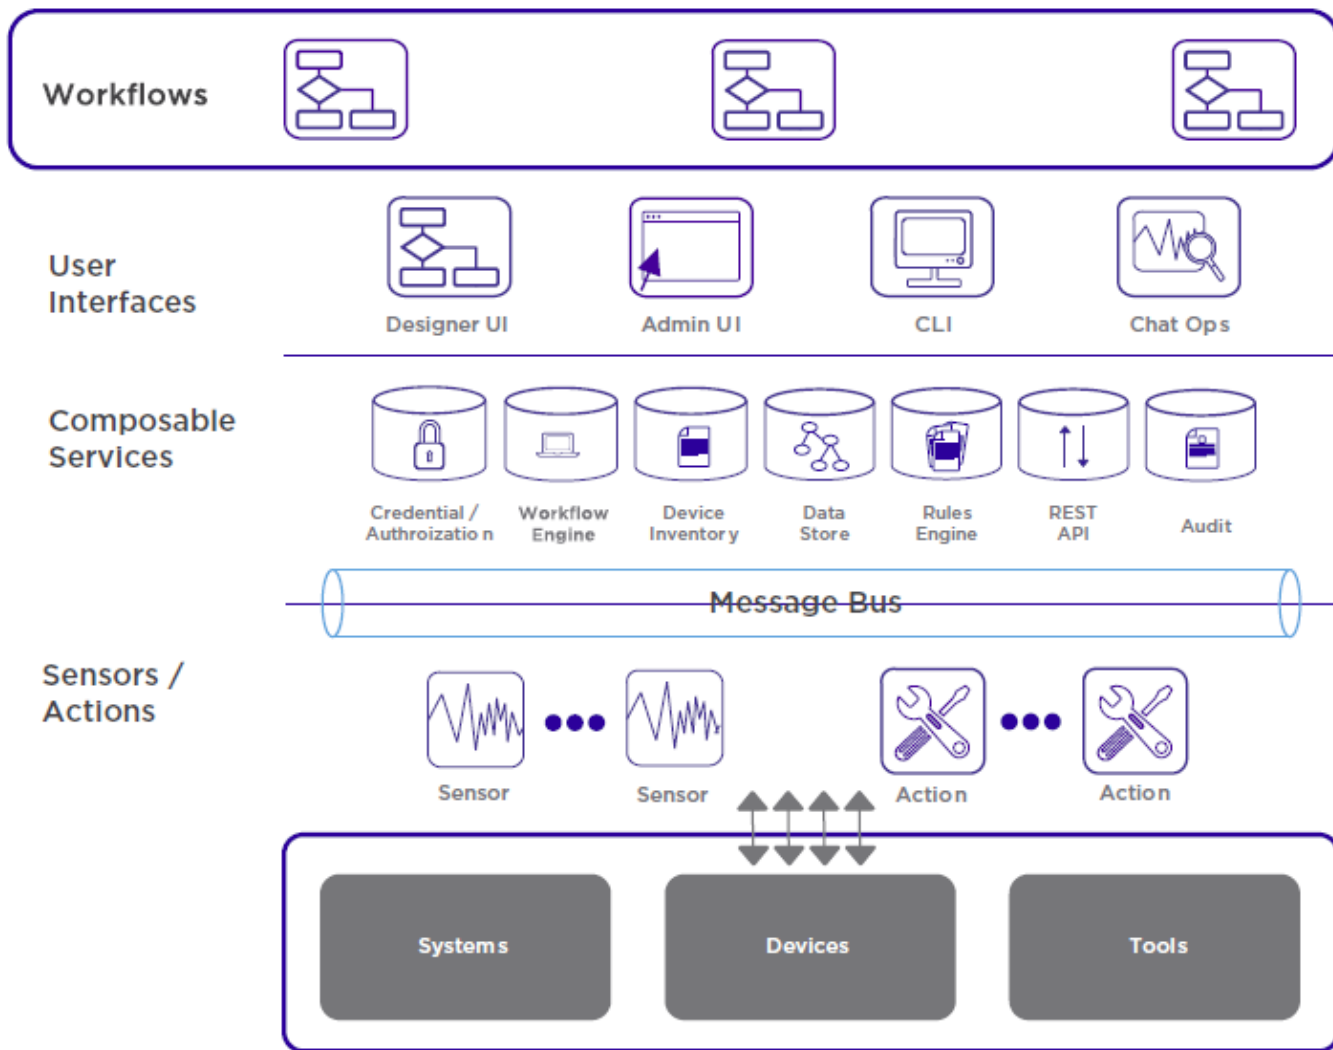 Workflows
User
Interfaces
Designer UI
Admin UI
CLI
Chat Ops
Composable
Services
Credential /
Authroization
Workflow
Engine
Device
Inventory
Data
Store
Rules
Engine
REST
API
Audit
Message Bus
Sensors /
Actions
Sensor
Sensor
Action
Action
Systems
Devices
Tools